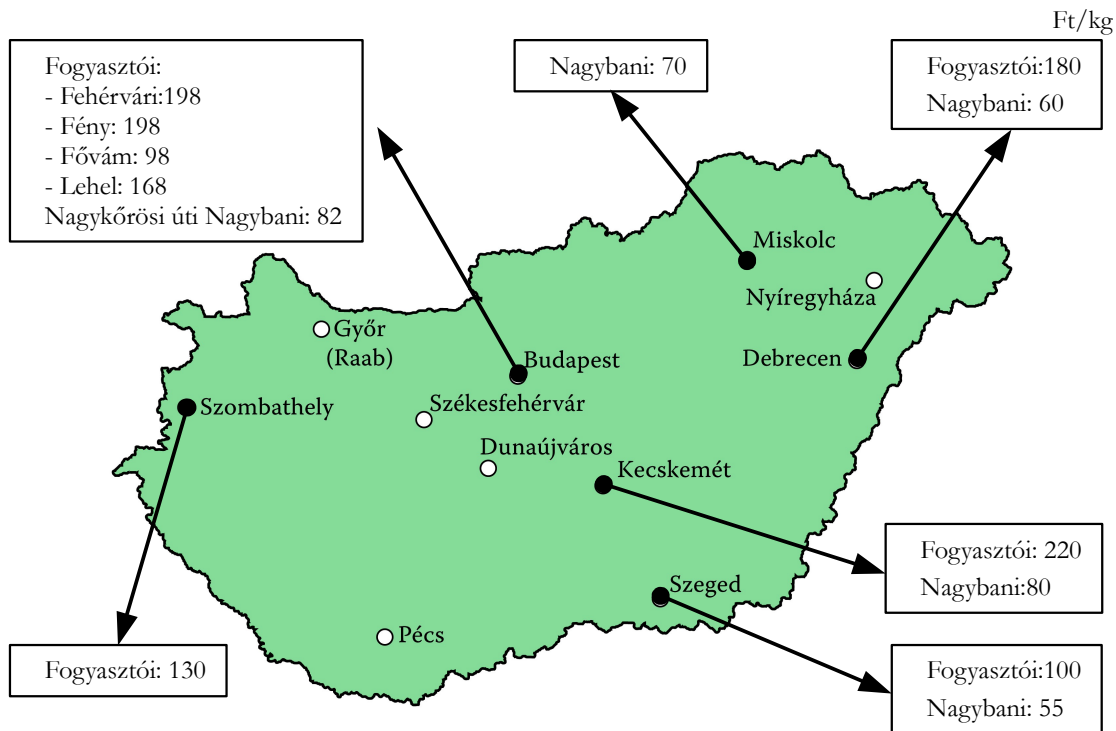 Ft/kg
Fogyasztói:
- Fehérvári:198
- Fény: 198
- Fővám: 98
- Lehel: 168
Nagykőrösi úti Nagybani: 82
Nagybani: 70
Fogyasztói:180
Nagybani: 60
Miskolc
Nyíregyháza
Győr
(Raab)
Budapest
Debrecen
Szombathely
Székesfehérvár
Dunaújváros
Kecskemét
Fogyasztói: 220
Nagybani:80
Szeged
Pécs
Fogyasztói: 130
Fogyasztói:100
Nagybani: 55